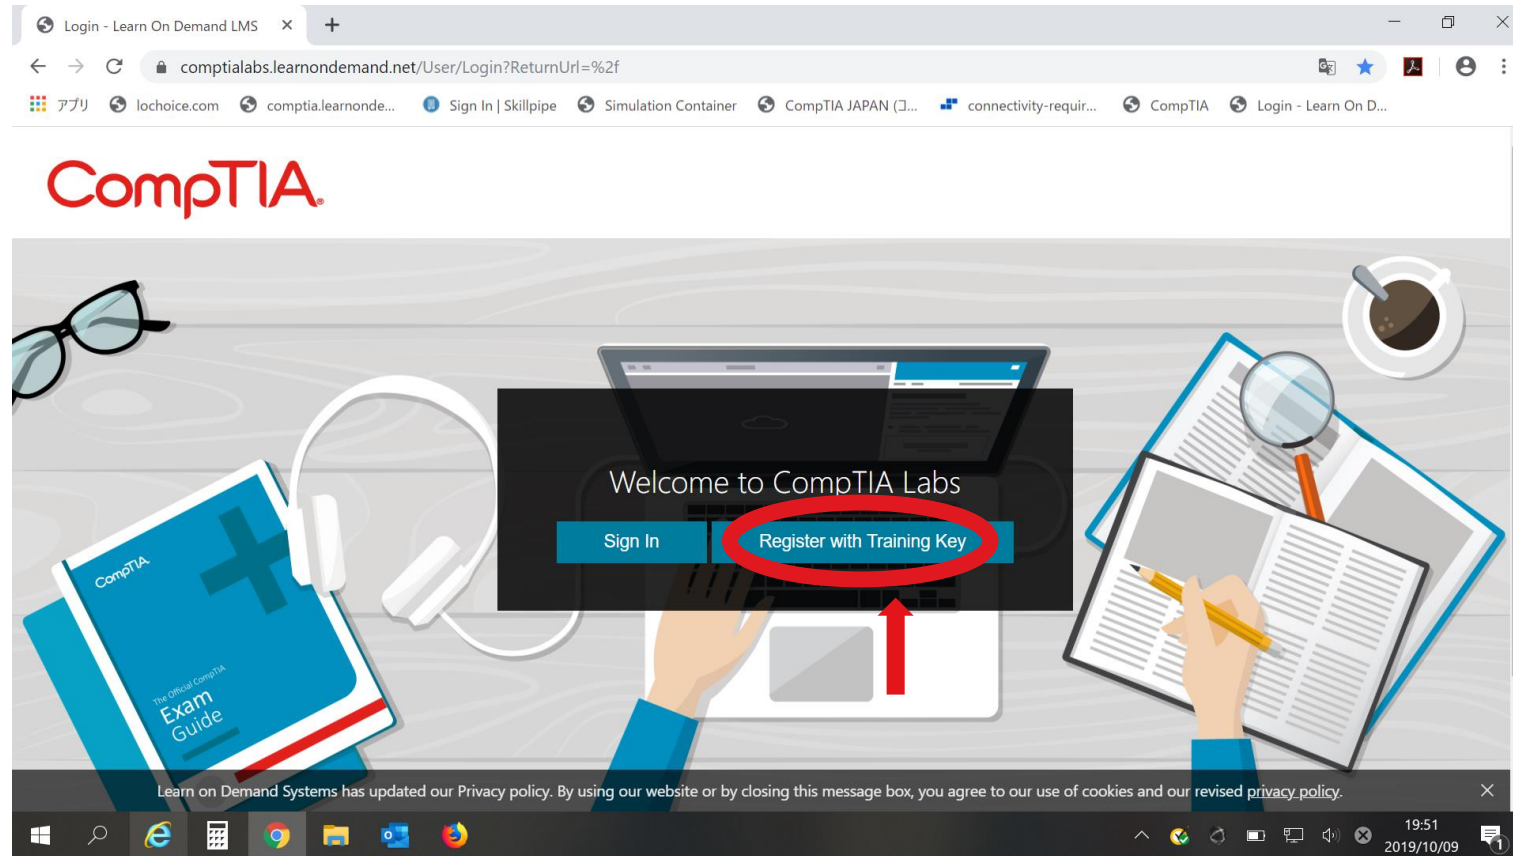 Login - Learn On Demand LMS
comptialabs.learnondemand.net/User/Login?ReturnUrl=%2f
アプリ lochoice.com comptia.learnonde... Sign In | Skillpipe Simulation Container CompTIA JAPAN (コ... connectivity-requir... CompTIA Login - Learn On D...
CompTIA.
Welcome to CompTIA Labs
Sign In Register with Training Key
CompTIA
The Official CompTIA
Exam
Guide
Learn on Demand Systems has updated our Privacy policy. By using our website or by closing this message box, you agree to our use of cookies and our revised privacy policy.
19:51
2019/10/09
1